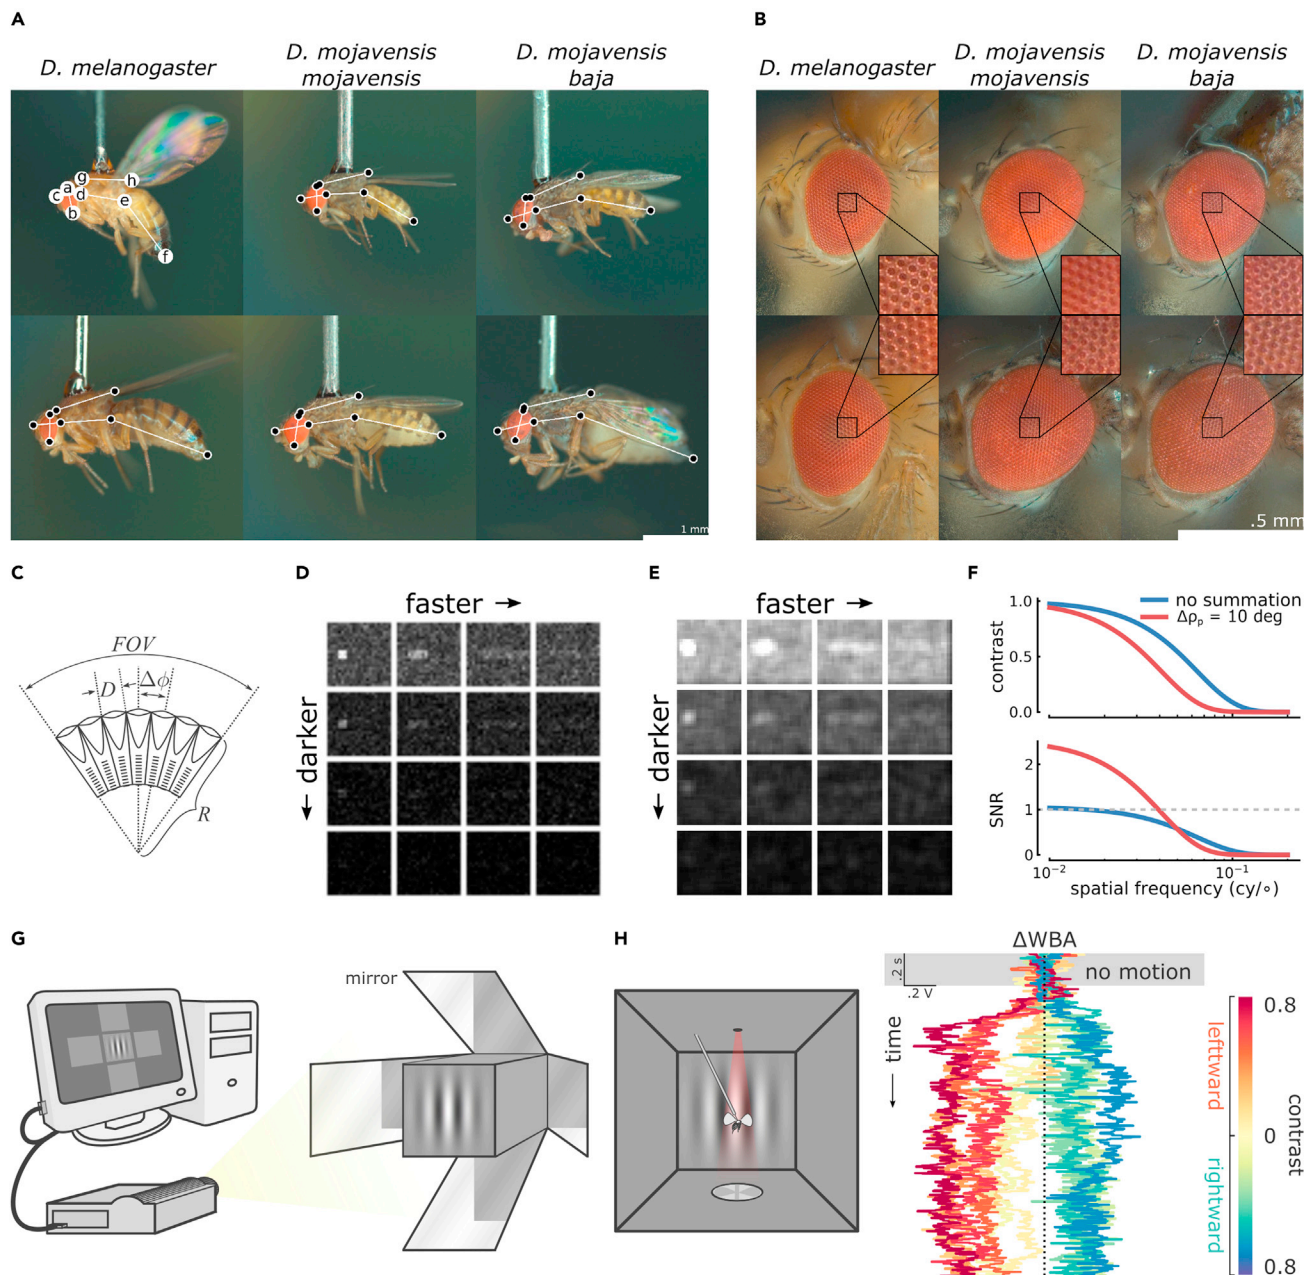 A
D. melanogaster
D. mojavensis
mojavensis
D. mojavensis
baja
a
b
c
d
e
f
g
h
1 mm
B
D. melanogaster
D. mojavensis
mojavensis
D. mojavensis
baja
.5 mm
C
FOV
D
Δϕ
R
D
faster →
← darker
E
faster →
← darker
F
no summation
Δρp = 10 deg
contrast
1.0
0.5
0.0
SNR
2
1
0
10⁻²
10⁻¹
spatial frequency (cy/∘)
G
mirror
H
ΔWBA
.2 s
.2 V
no motion
← time
leftward
rightward
0.8
0
0.8
contrast